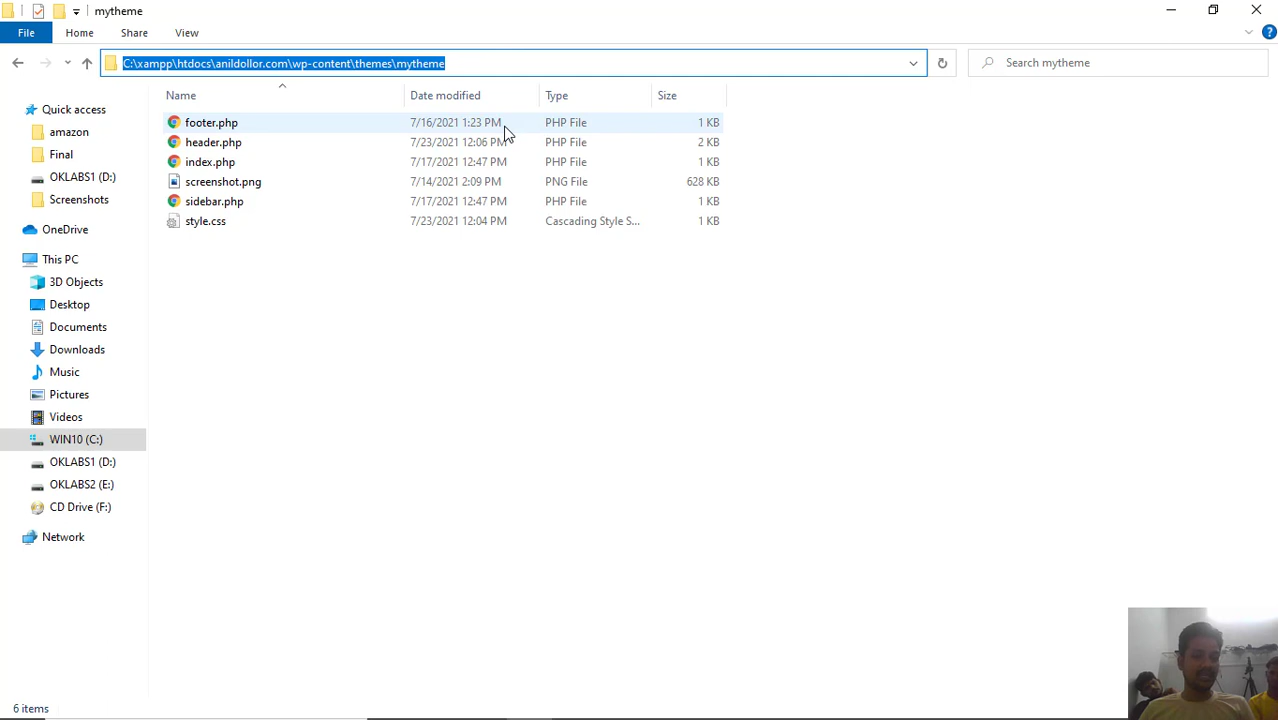 mytheme
File Home Share View
C:\xampp\htdocs\anildollor.com\wp-content\themes\mytheme
Search mytheme
Name Date modified Type Size
footer.php 7/16/2021 1:23 PM PHP File 1 KB
header.php 7/23/2021 12:06 PM PHP File 2 KB
index.php 7/17/2021 12:47 PM PHP File 1 KB
screenshot.png 7/14/2021 2:09 PM PNG File 628 KB
sidebar.php 7/17/2021 12:47 PM PHP File 1 KB
style.css 7/23/2021 12:04 PM Cascading Style S... 1 KB
Quick access
amazon
Final
OKLABS1 (D:)
Screenshots
OneDrive
This PC
3D Objects
Desktop
Documents
Downloads
Music
Pictures
Videos
WIN10 (C:)
OKLABS1 (D:)
OKLABS2 (E:)
CD Drive (F:)
Network
6 items